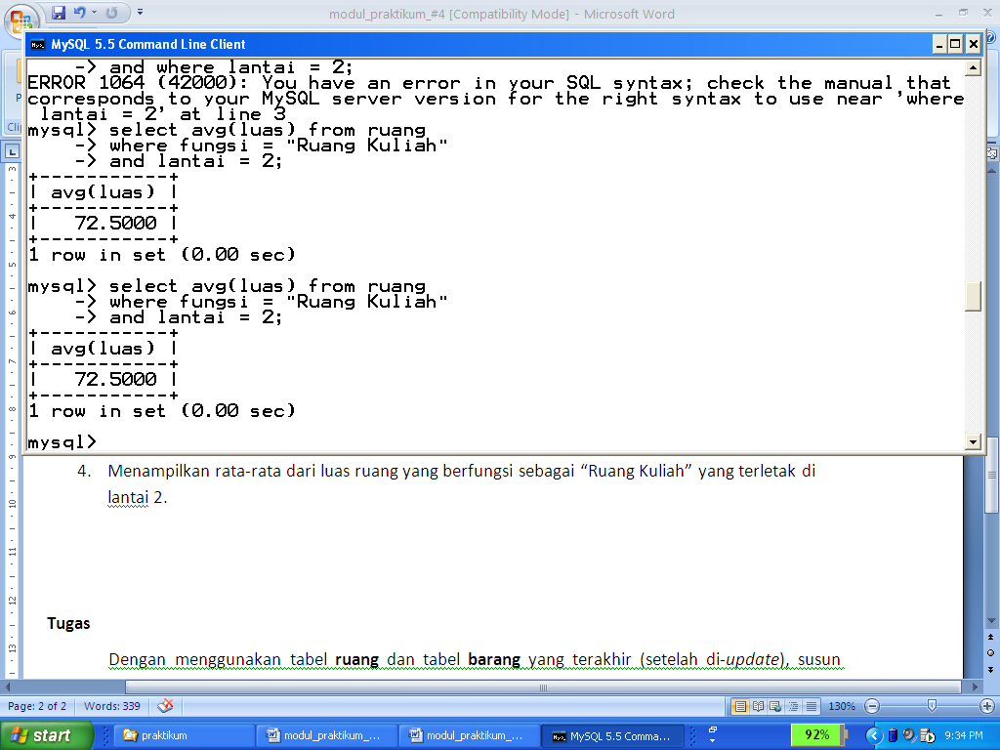 modul_praktikum_#4 [Compatibility Mode] - Microsoft Word
MySQL 5.5 Command Line Client
-> and where lantai = 2;
ERROR 1064 (42000): You have an error in your SQL syntax; check the manual that
corresponds to your MySQL server version for the right syntax to use near 'where
lantai = 2' at line 3
mysql> select avg(luas) from ruang
-> where fungsi = "Ruang Kuliah"
-> and lantai = 2;
+-----------+
| avg(luas) |
+-----------+
|   72.5000 |
+-----------+
1 row in set (0.00 sec)
mysql> select avg(luas) from ruang
-> where fungsi = "Ruang Kuliah"
-> and lantai = 2;
+-----------+
| avg(luas) |
+-----------+
|   72.5000 |
+-----------+
1 row in set (0.00 sec)
mysql>
4. Menampilkan rata-rata dari luas ruang yang berfungsi sebagai “Ruang Kuliah” yang terletak di
lantai 2.
Tugas
Dengan menggunakan tabel ruang dan tabel barang yang terakhir (setelah di-update), susun
Page: 2 of 2 Words: 339 130%
start praktikum modul_praktikum_... modul_praktikum_... MySQL 5.5 Comma... 92% 9:34 PM